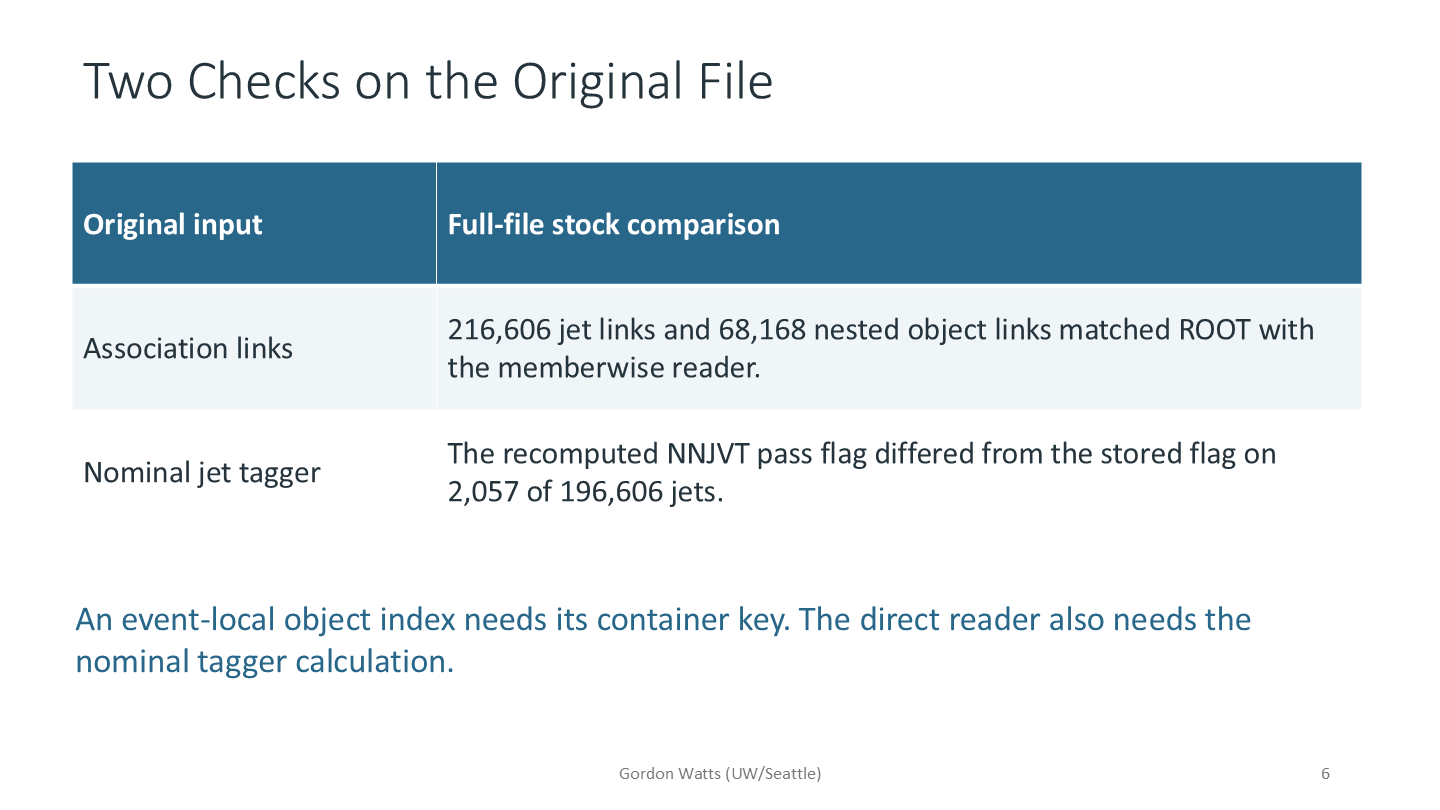 Two Checks on the Original File
Original input
Full-file stock comparison
Association links
216,606 jet links and 68,168 nested object links matched ROOT with
the memberwise reader.
Nominal jet tagger
The recomputed NNJVT pass flag differed from the stored flag on
2,057 of 196,606 jets.
An event-local object index needs its container key. The direct reader also needs the
nominal tagger calculation.
Gordon Watts (UW/Seattle)
6